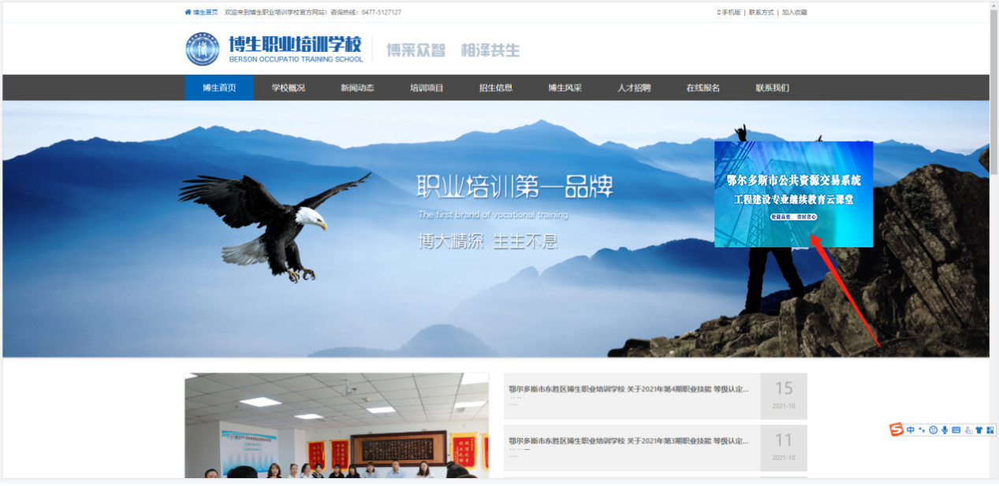 博生首页 欢迎来到博生职业培训学校官方网站！咨询热线：0477-5127127
手机版 | 联系方式 | 加入收藏
博生职业培训学校
BERSON OCCUPATIO TRAINING SCHOOL
博采众智 相泽共生
博生首页 学校概况 新闻动态 培训项目 招生信息 博生风采 人才招聘 在线报名 联系我们
职业培训第一品牌
The first brand of vocational training
博大精深 生生不息
鄂尔多斯市公共资源交易系统
工程建设专业继续教育云课堂
便捷高效 省时省心
鄂尔多斯市东胜区博生职业培训学校 关于2021年第4期职业技能 等级认定...
15
2021-10
鄂尔多斯市东胜区博生职业培训学校 关于2021年第3期职业技能 等级认定...
11
2021-10
中